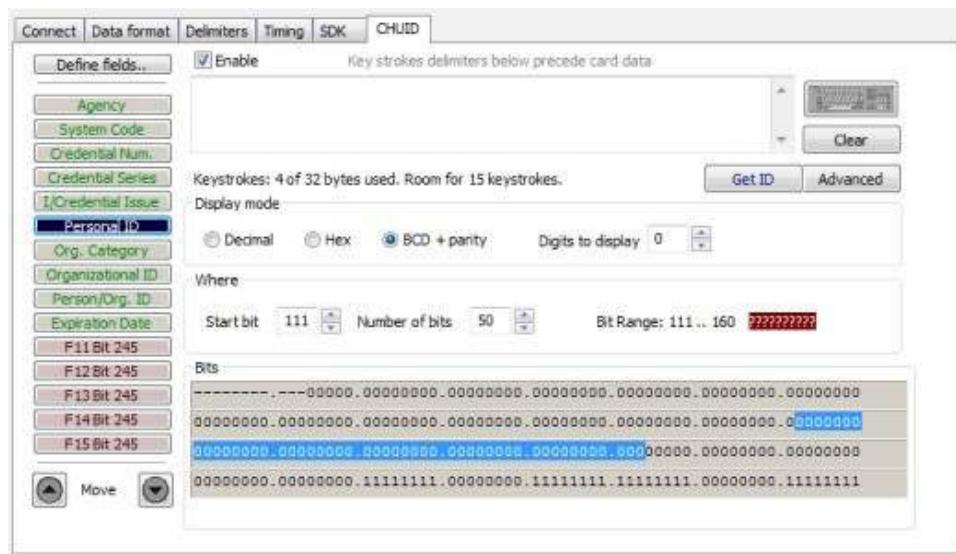 Connect Data format Delimiters Timing SDK CHUID
Define fields..
Enable Key strokes delimiters below precede card data
Agency
System Code
Credential Num.
Credential Series
I/Credential Issue
Personal ID
Org. Category
Organizational ID
Person/Org. ID
Expiration Date
F11 Bit 245
F12 Bit 245
F13 Bit 245
F14 Bit 245
F15 Bit 245
Move
Clear
Keystrokes: 4 of 32 bytes used. Room for 15 keystrokes. Get ID Advanced
Display mode
Decimal Hex BCD + parity Digits to display 0
Where
Start bit 111 Number of bits 50 Bit Range: 111 .. 160 ??????????
Bits
--------.---00000.00000000.00000000.00000000.00000000.00000000.00000000
00000000.00000000.00000000.00000000.00000000.00000000.00000000.00000000
00000000.00000000.00000000.00000000.00000000.00000000.00000000.00000000
00000000.00000000.11111111.00000000.11111111.11111111.00000000.11111111